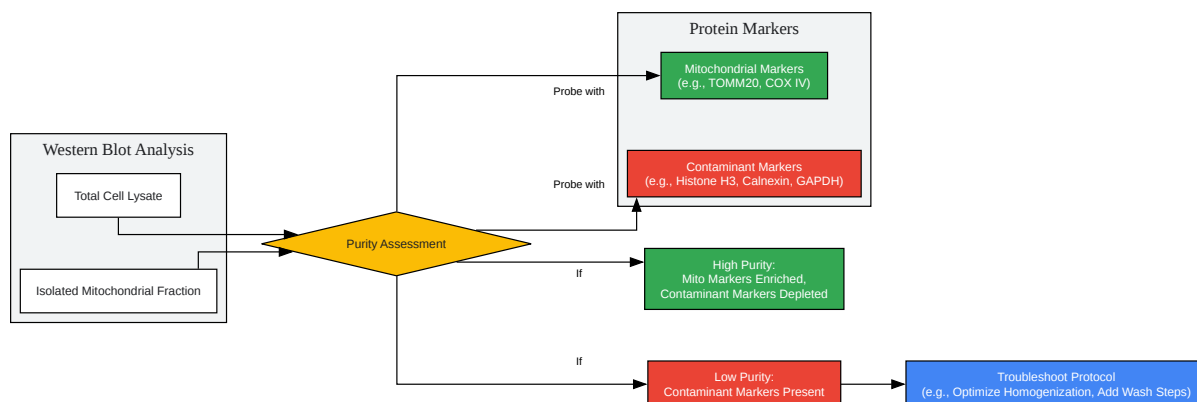 Protein Markers
Mitochondrial Markers
(e.g., TOMM20, COX IV)
Probe with
Western Blot Analysis
Contaminant Markers
(e.g., Histone H3, Calnexin, GAPDH)
Probe with
Total Cell Lysate
Purity Assessment
Isolated Mitochondrial Fraction
High Purity:
Mito Markers Enriched,
Contaminant Markers Depleted
If
If
Low Purity:
Contaminant Markers Present
Troubleshoot Protocol
(e.g., Optimize Homogenization, Add Wash Steps)